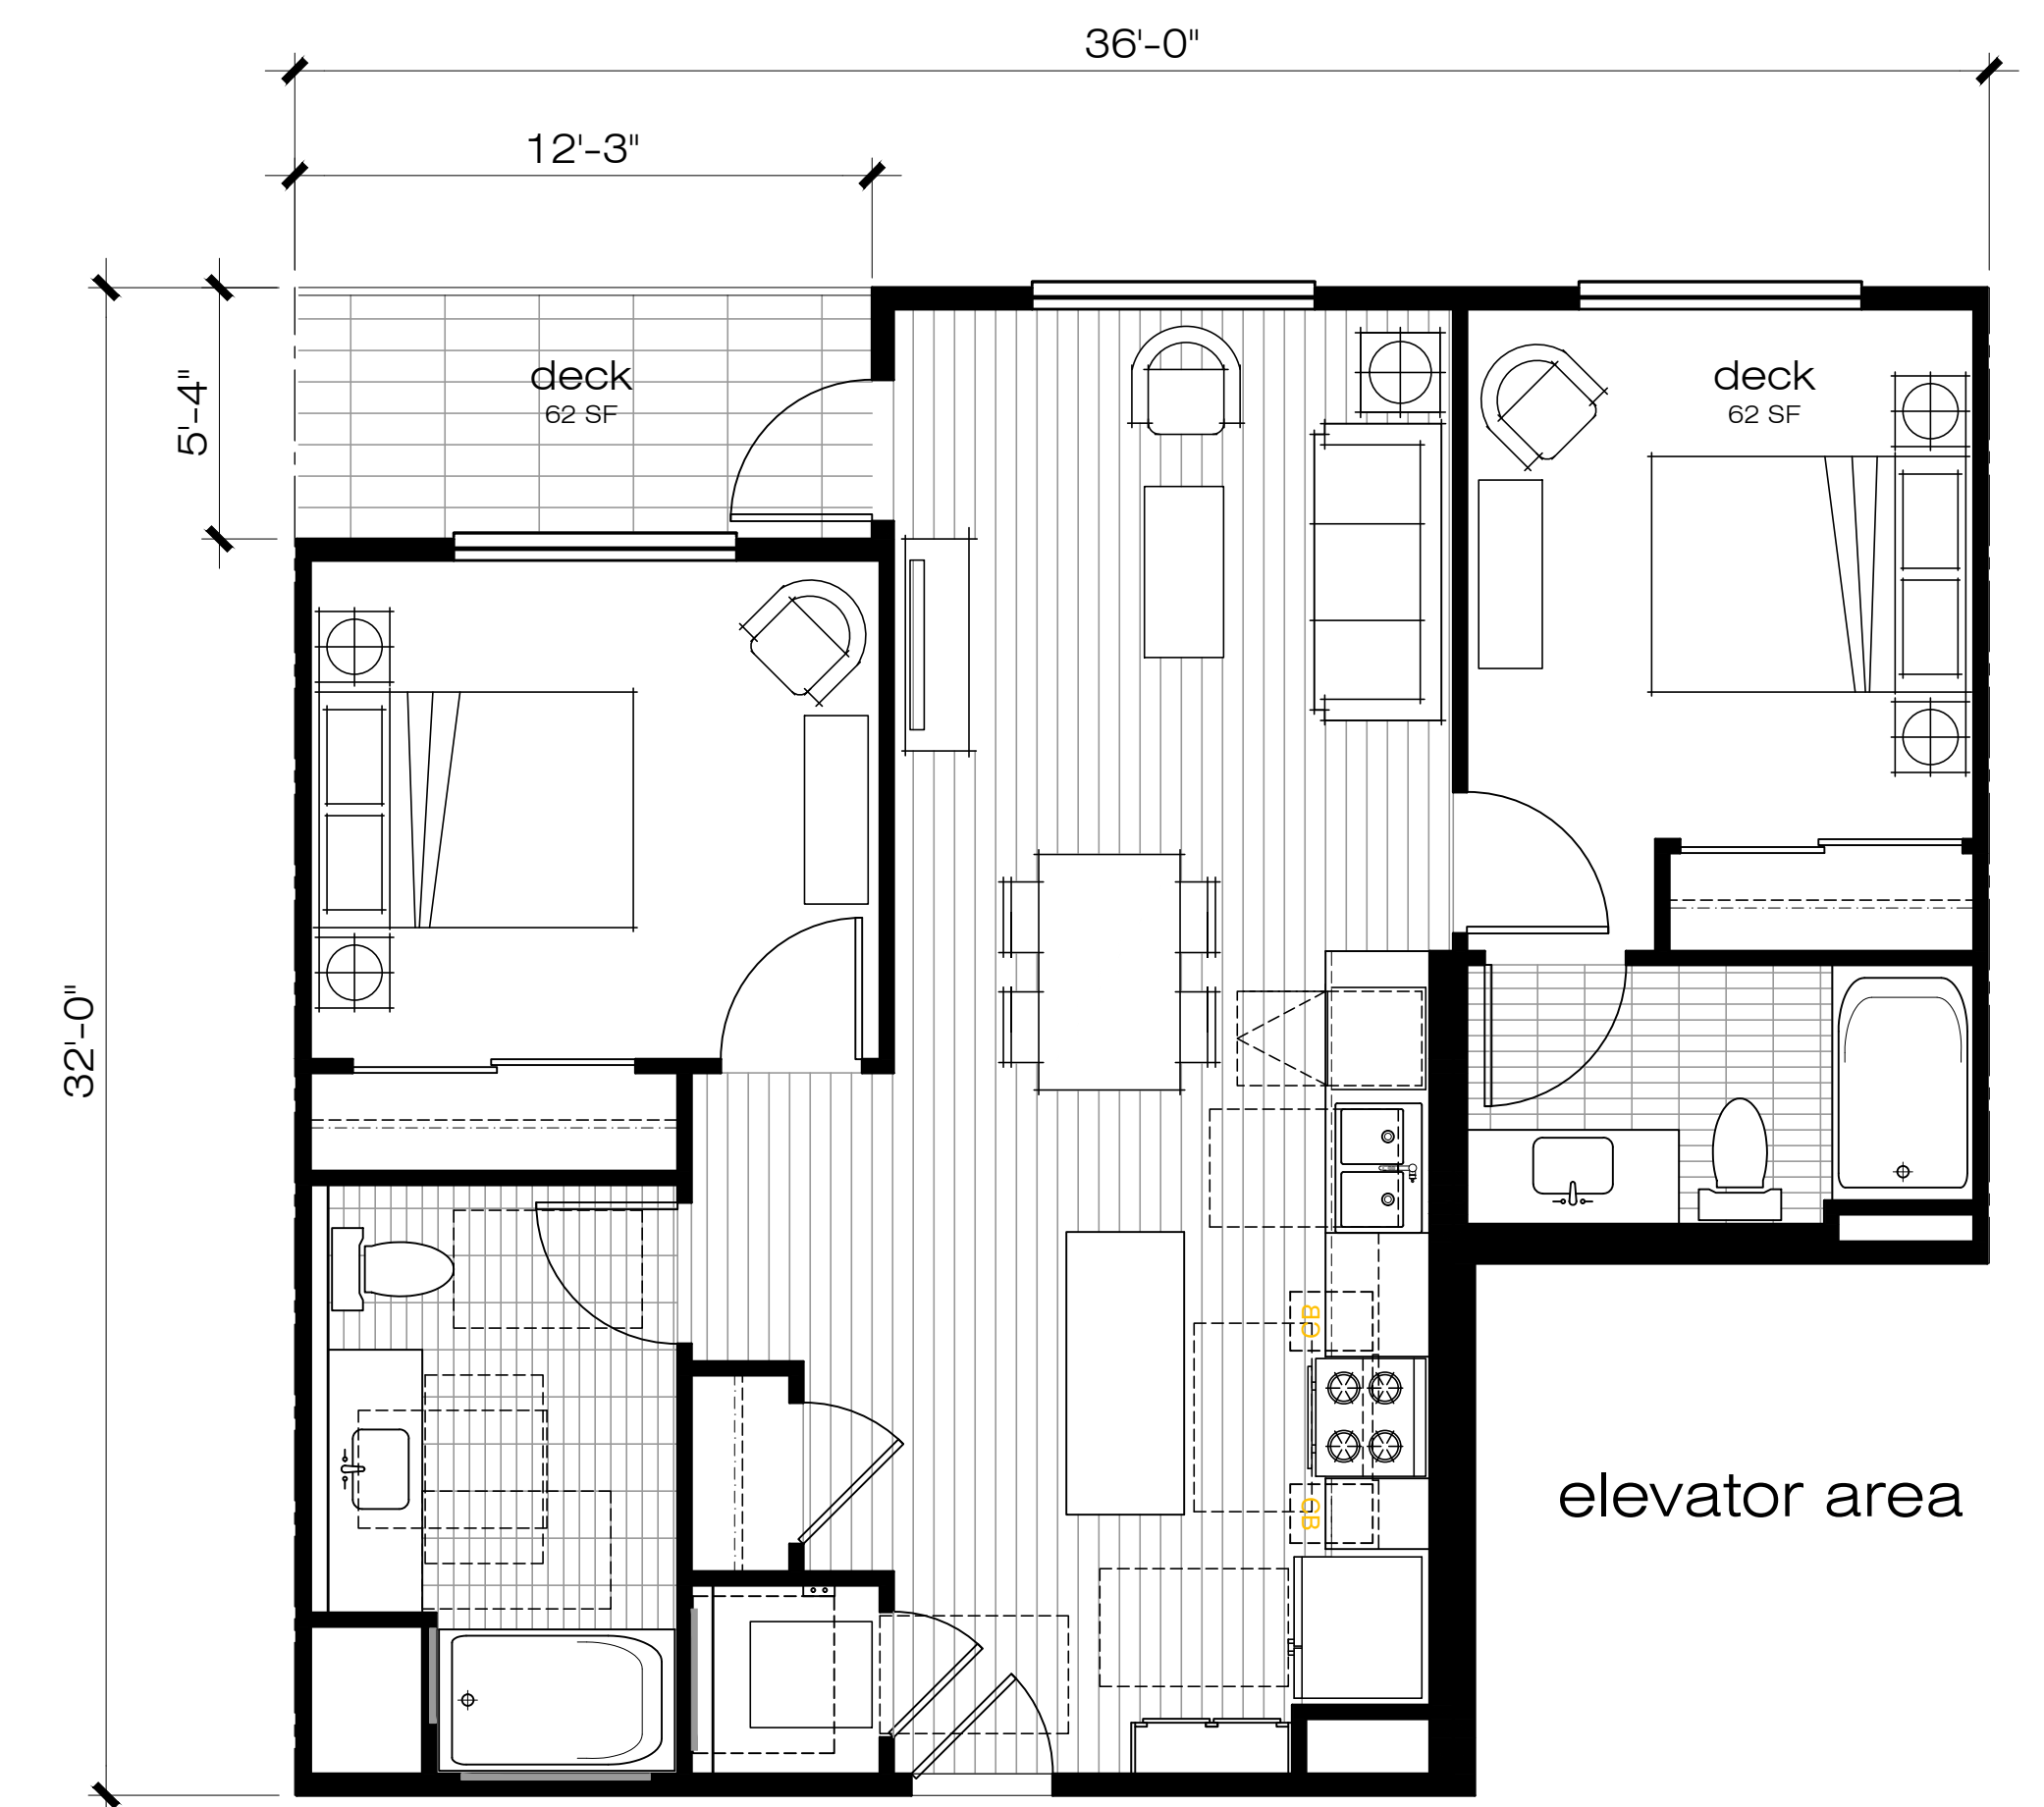 36'-0"
12'-3"
deck
62 SF
deck
62 SF
5'-4"
32'-0"
CB
CB
elevator area